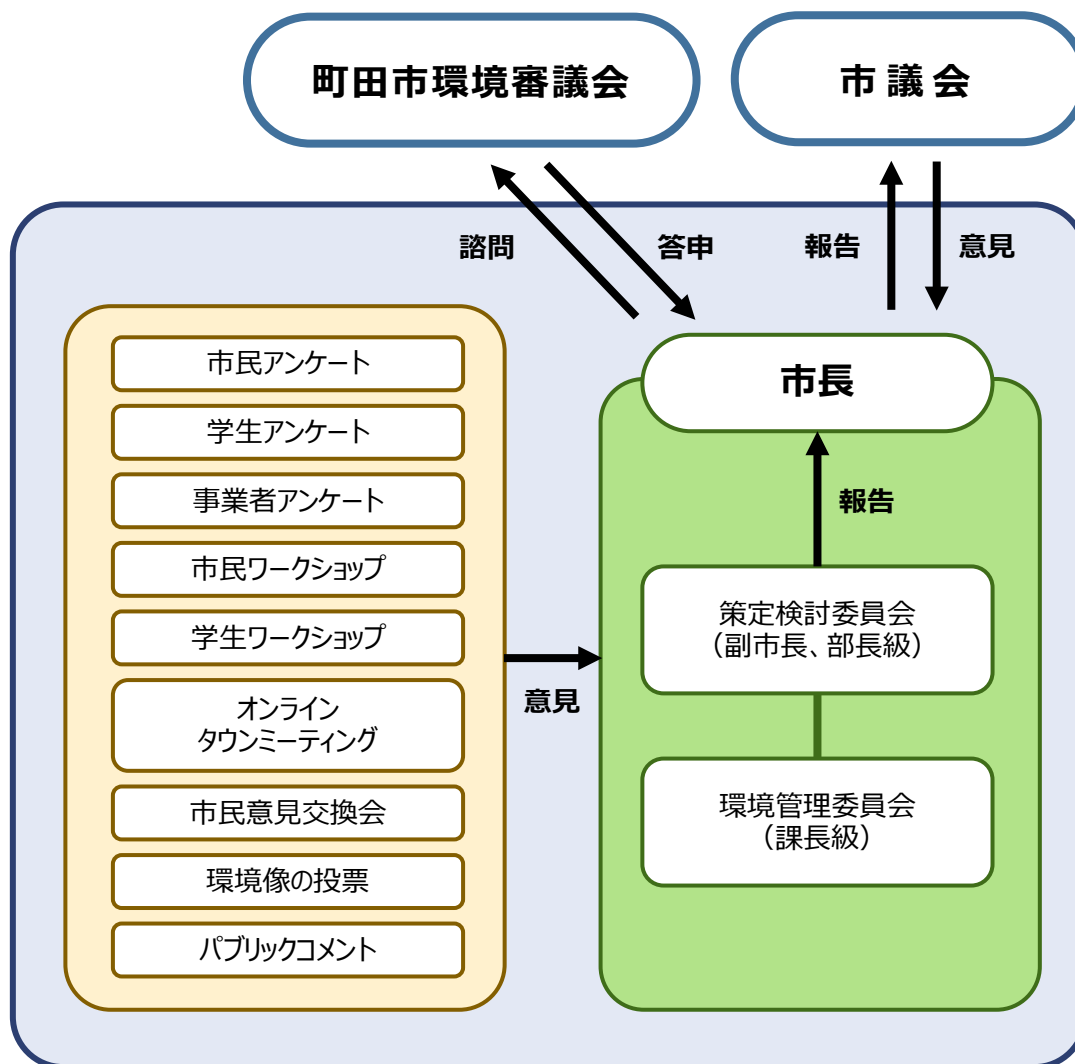 町田市環境審議会
市議会
諮問
答申
報告
意見
市民アンケート
学生アンケート
事業者アンケート
市民ワークショップ
学生ワークショップ
オンライン
タウンミーティング
市民意見交換会
環境像の投票
パブリックコメント
意見
市長
報告
策定検討委員会
（副市長、部長級）
環境管理委員会
（課長級）